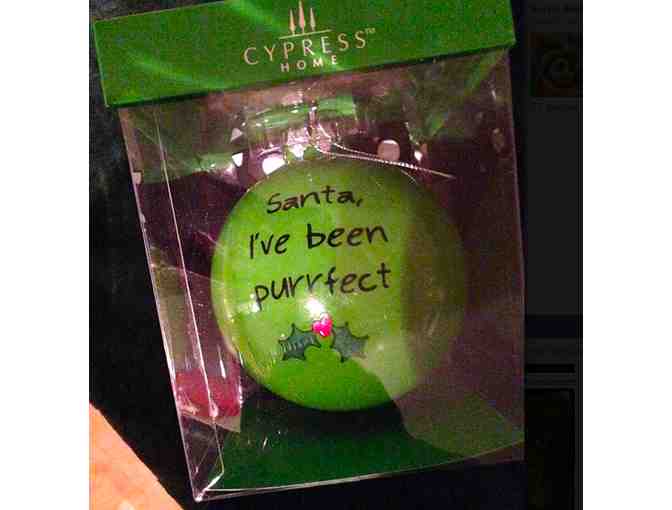 CYPRESS™
HOME
Santa,
I've been
purrfect